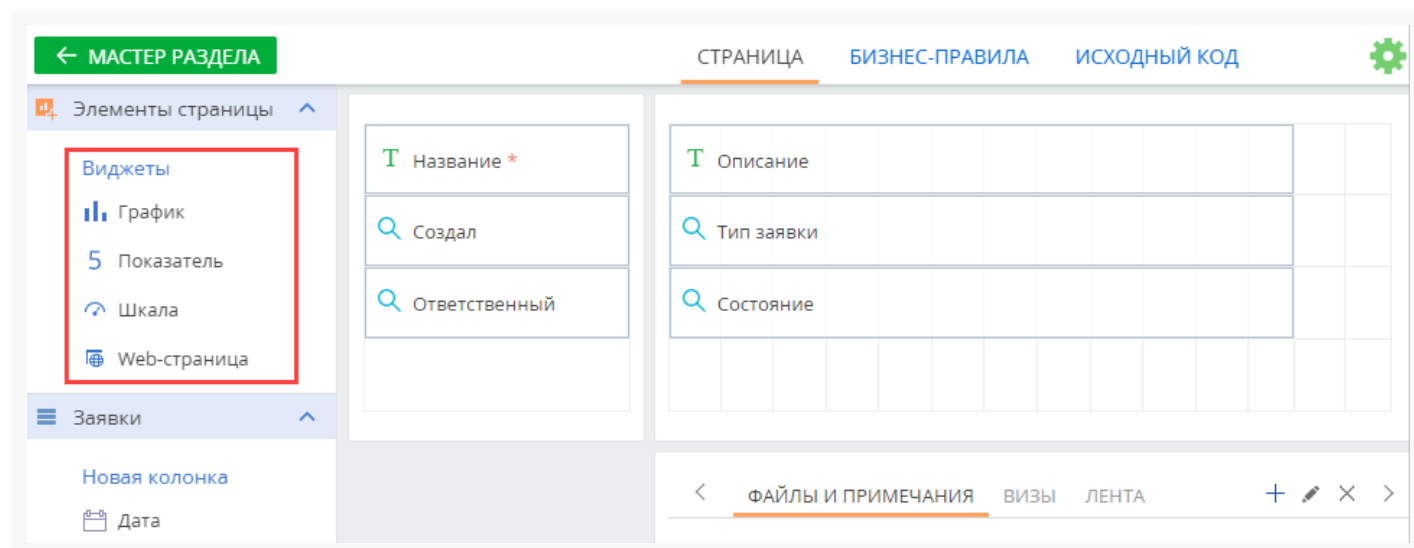 ← МАСТЕР РАЗДЕЛА
СТРАНИЦА БИЗНЕС-ПРАВИЛА ИСХОДНЫЙ КОД
Элементы страницы
Виджеты
График
5 Показатель
Шкала
Web-страница
Заявки
Новая колонка
Дата
T Название *
Создал
Ответственный
T Описание
Тип заявки
Состояние
ФАЙЛЫ И ПРИМЕЧАНИЯ ВИЗЫ ЛЕНТА